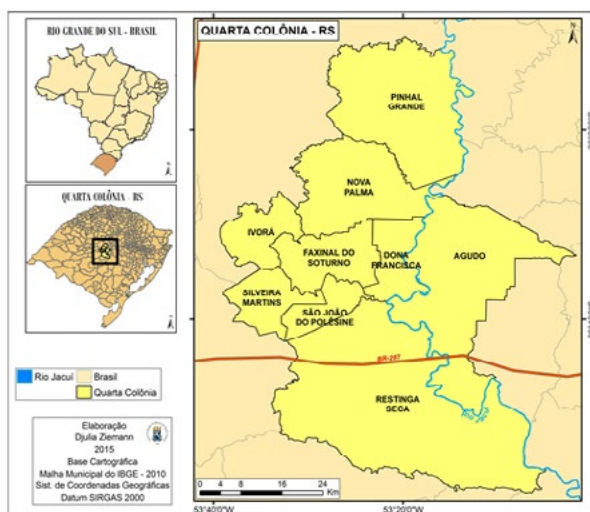 RIO GRANDE DO SUL - BRASIL
N
QUARTA COLÔNIA - RS
N
Rio Jacuí
Brasil
Quarta Colônia
Elaboração
Djulia Ziemann
2015
Base Cartográfica
Malha Municipal do IBGE - 2010
Sist. de Coordenadas Geográficas
Datum SIRGAS 2000
QUARTA COLÔNIA - RS
N
PINHAL
GRANDE
NOVA
PALMA
IVORÁ
FAXINAL DO
SOTURNO
DONA
FRANCISCA
AGUDO
SILVEIRA
MARTINS
SÃO JOÃO
DO POLÊSINE
BR-287
RESTINGA
SECA
0 4 8 16 24
Km
53°40'0"W
53°20'0"W